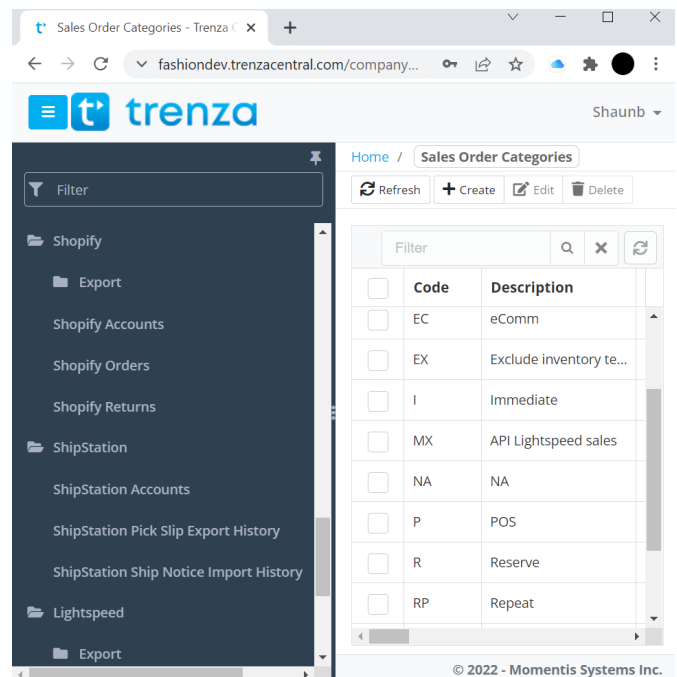 Sales Order Categories - Trenza C
fashiondev.trenzacentral.com/company...
trenza
Shaunb
Filter
Shopify
Export
Shopify Accounts
Shopify Orders
Shopify Returns
ShipStation
ShipStation Accounts
ShipStation Pick Slip Export History
ShipStation Ship Notice Import History
Lightspeed
Export
Home / Sales Order Categories
Refresh Create Edit Delete
Filter
Code Description
EC eComm
EX Exclude inventory te...
I Immediate
MX API Lightspeed sales
NA NA
P POS
R Reserve
RP Repeat
© 2022 - Momentis Systems Inc.